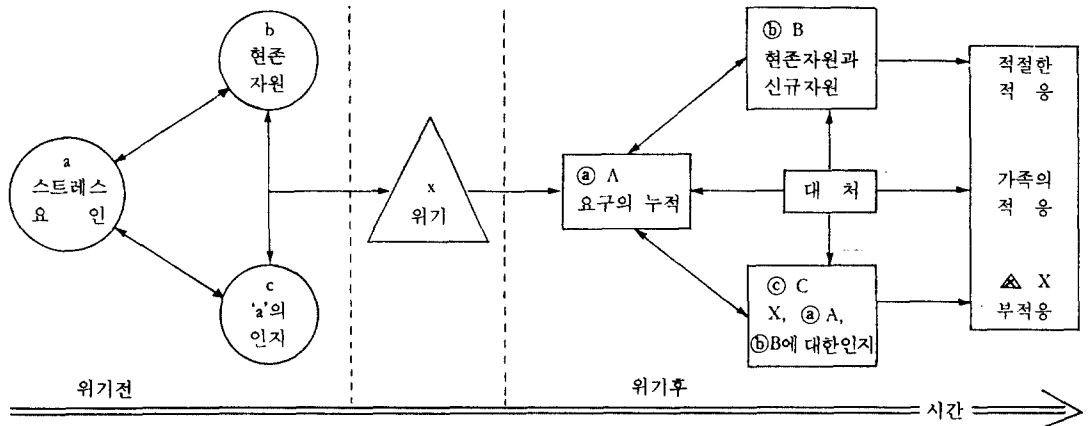 a
스트레스
요 인
b
현존
자원
c
'a'의
인지
x
위기
ⓐ A
요구의 누적
ⓑ B
현존자원과
신규자원
대 처
ⓒ C
X, ⓐ A,
ⓑB에 대한인지
적절한
적 응
가족의
적 응
X
부적응
위기전
위기후
시간